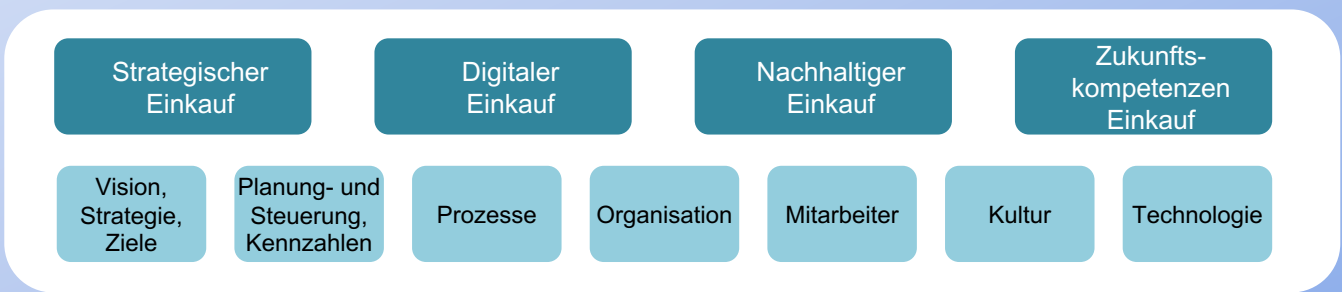 Strategischer
Einkauf
Digitaler
Einkauf
Nachhaltiger
Einkauf
Zukunfts-
kompetenzen
Einkauf
Vision,
Strategie,
Ziele
Planung- und
Steuerung,
Kennzahlen
Prozesse
Organisation
Mitarbeiter
Kultur
Technologie